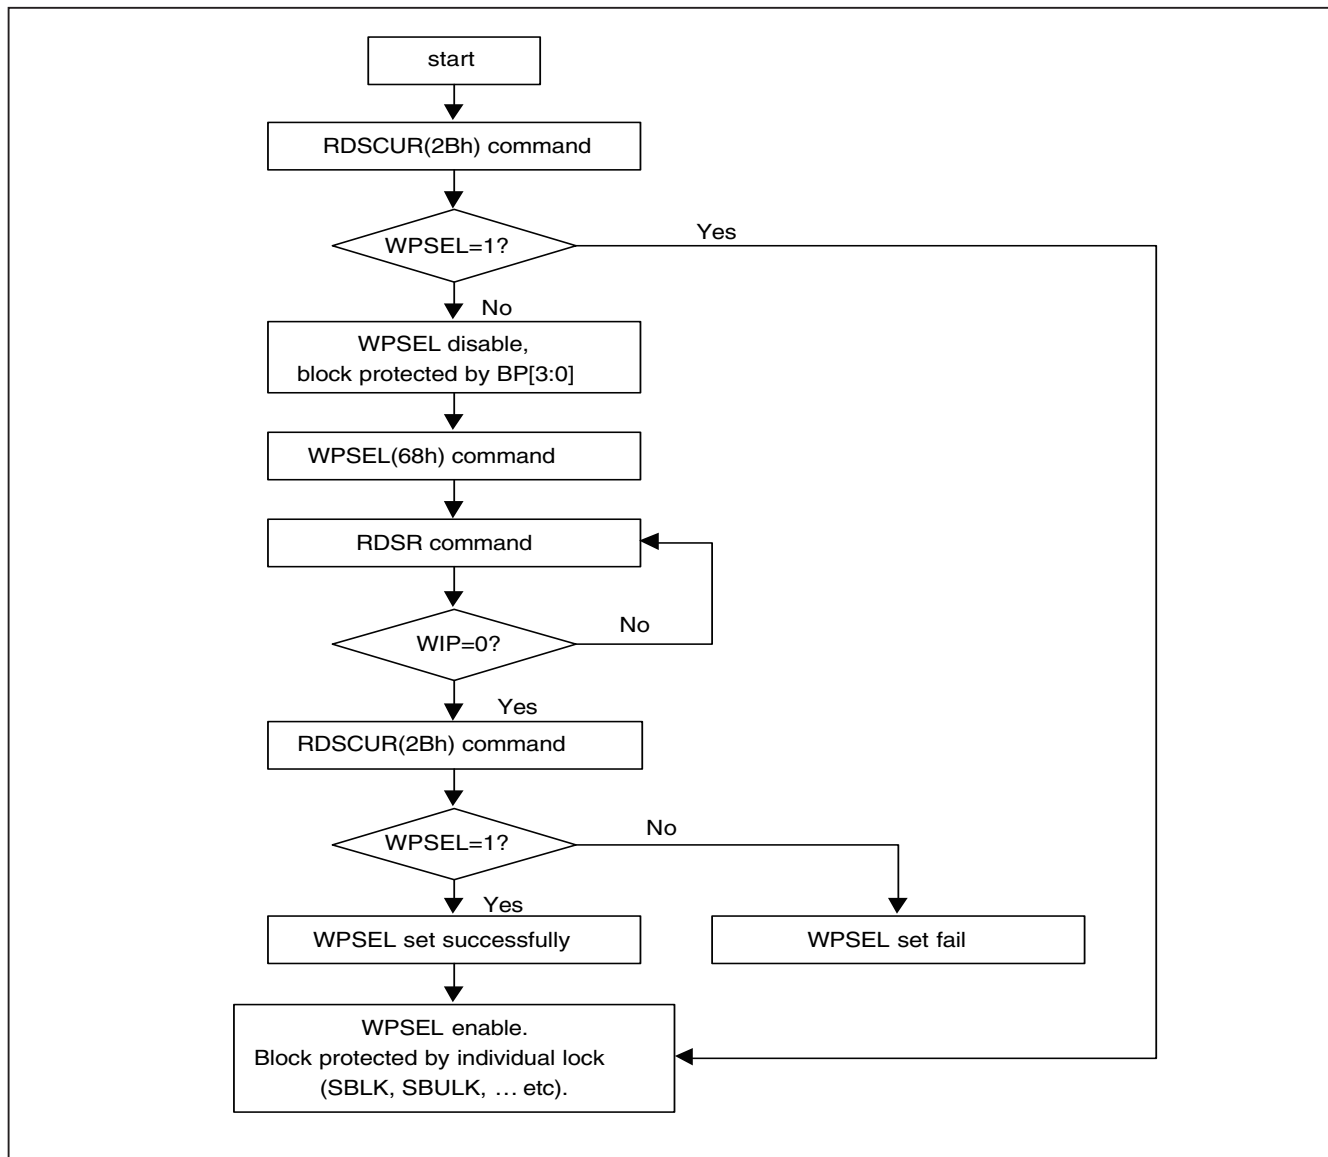 start
RDSCUR(2Bh) command
WPSEL=1?
Yes
No
WPSEL disable,
block protected by BP[3:0]
WPSEL(68h) command
RDSR command
WIP=0?
No
Yes
RDSCUR(2Bh) command
WPSEL=1?
No
Yes
WPSEL set successfully
WPSEL set fail
WPSEL enable.
Block protected by individual lock
(SBLK, SBULK, … etc).